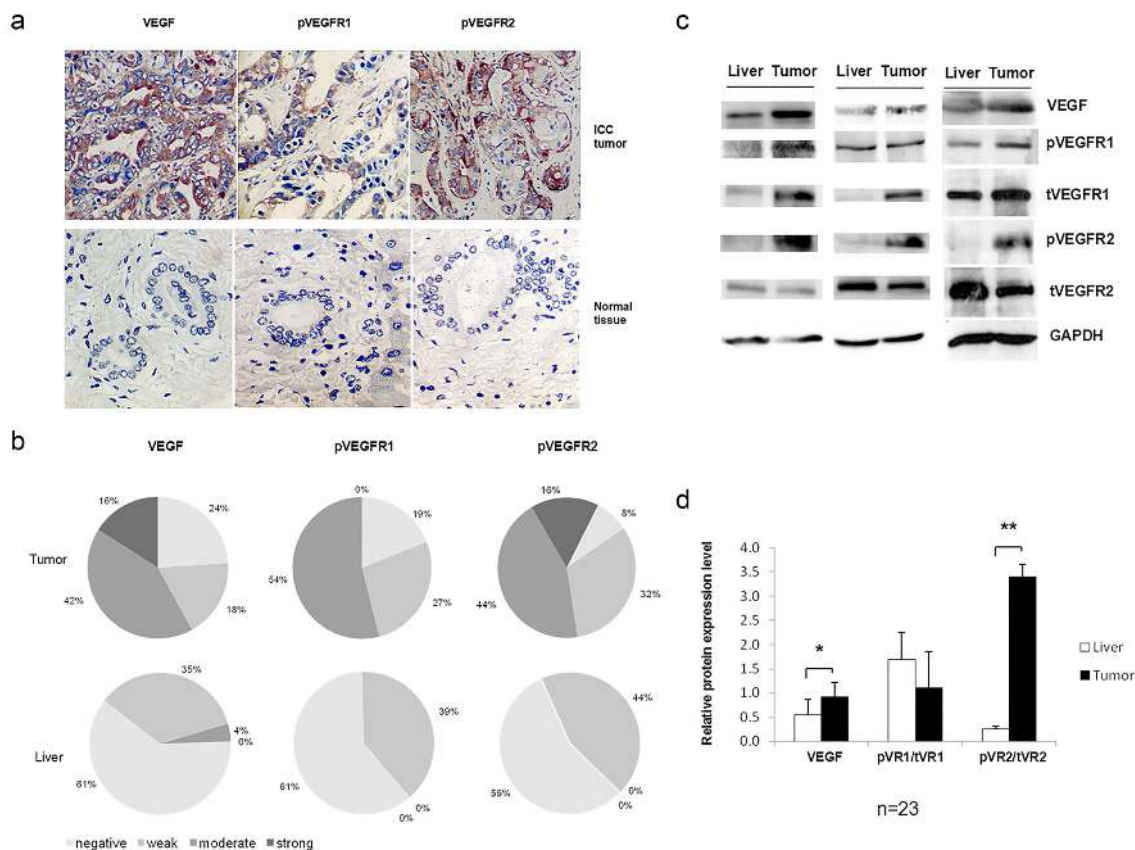 a
VEGF pVEGFR1 pVEGFR2
ICC
tumor
Normal
tissue
b
VEGF pVEGFR1 pVEGFR2
Tumor
16% 24% 18% 42%
0% 19% 27% 54%
16% 8% 32% 44%
Liver
35% 4% 0% 61%
39% 0% 0% 61%
44% 0% 0% 56%
negative weak moderate strong
c
Liver Tumor Liver Tumor Liver Tumor
VEGF
pVEGFR1
tVEGFR1
pVEGFR2
tVEGFR2
GAPDH
d
Relative protein expression level
4.0
3.5
3.0
2.5
2.0
1.5
1.0
0.5
0.0
*
**
VEGF pVR1/tVR1 pVR2/tVR2
Liver
Tumor
n=23